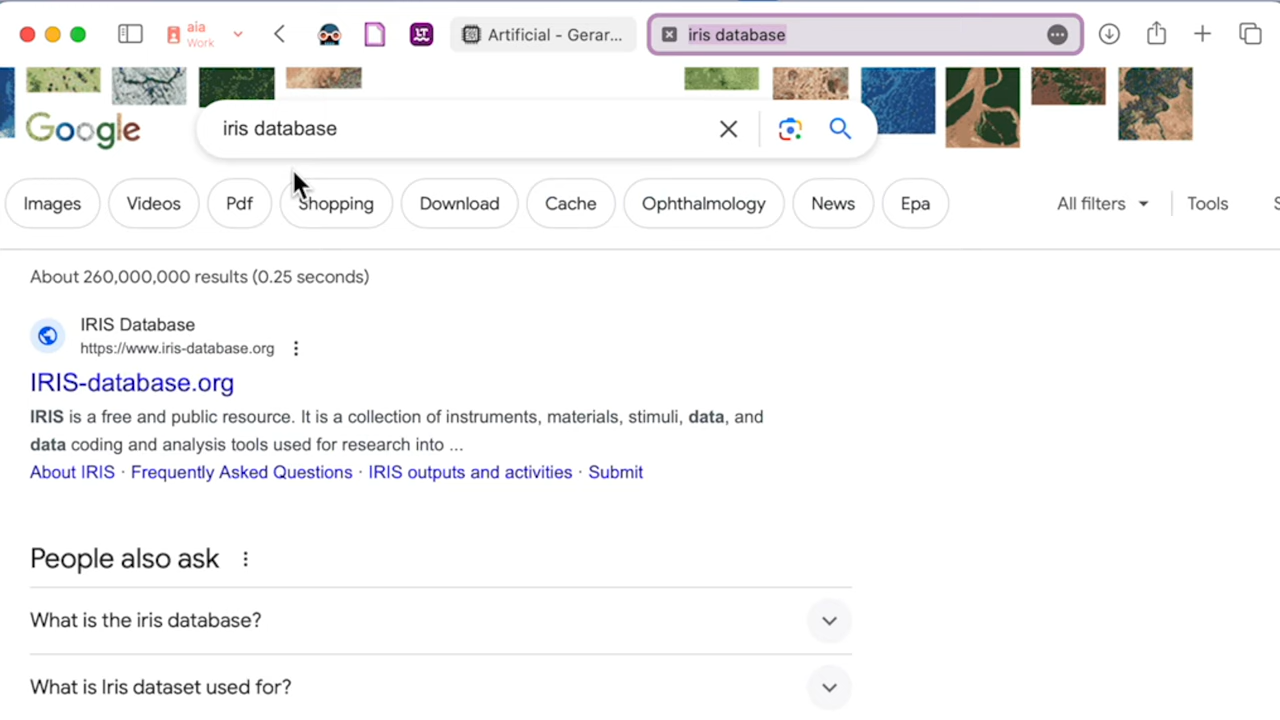 aia
Work
Artificial - Gerar...
iris database
Google
iris database
Images
Videos
Pdf
Shopping
Download
Cache
Ophthalmology
News
Epa
All filters
Tools
S
About 260,000,000 results (0.25 seconds)
IRIS Database
https://www.iris-database.org
IRIS-database.org
IRIS is a free and public resource. It is a collection of instruments, materials, stimuli, data, and
data coding and analysis tools used for research into ...
About IRIS · Frequently Asked Questions · IRIS outputs and activities · Submit
People also ask
What is the iris database?
What is Iris dataset used for?